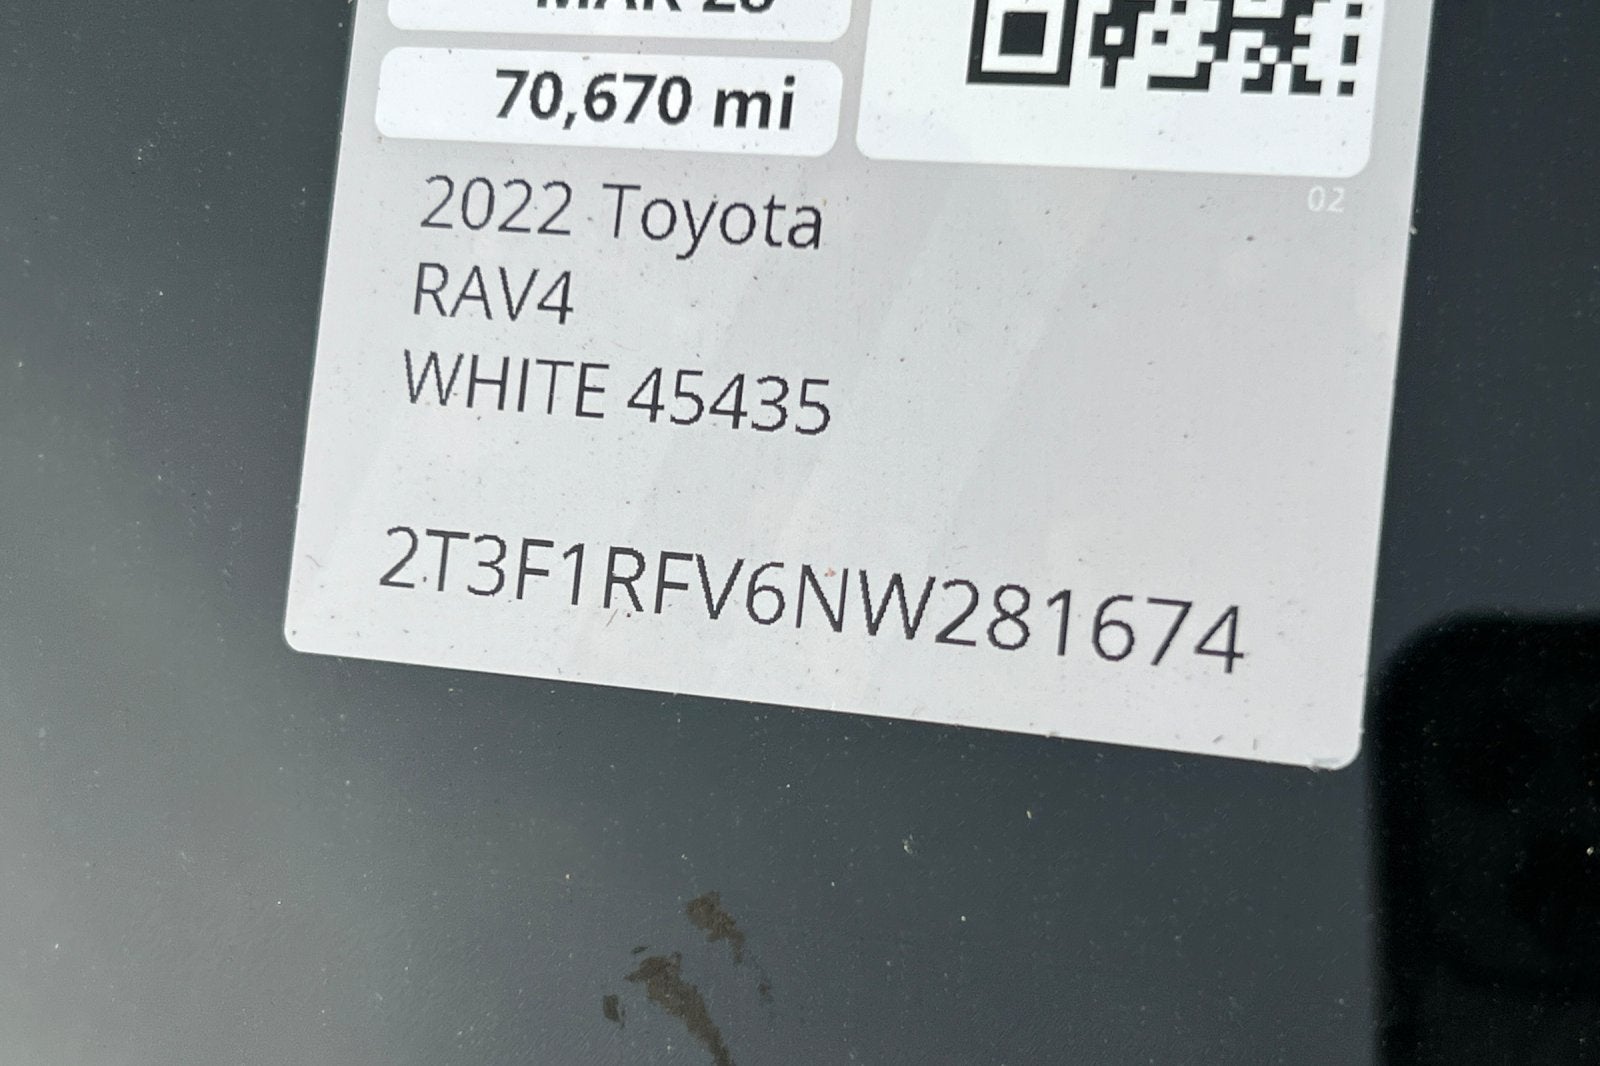 70,670 mi
02
2022 Toyota
RAV4
WHITE 45435
2T3F1RFV6NW281674